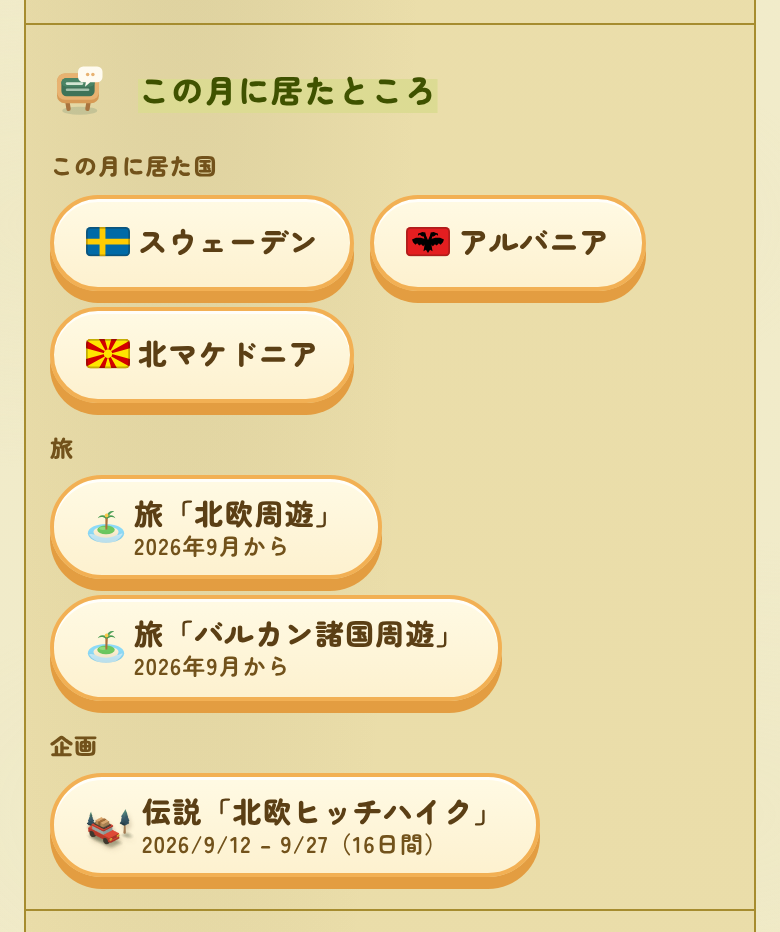 この月に居たところ
この月に居た国
スウェーデン
アルバニア
北マケドニア
旅
旅「北欧周遊」
2026年9月から
旅「バルカン諸国周遊」
2026年9月から
企画
伝説「北欧ヒッチハイク」
2026/9/12 – 9/27（16日間）